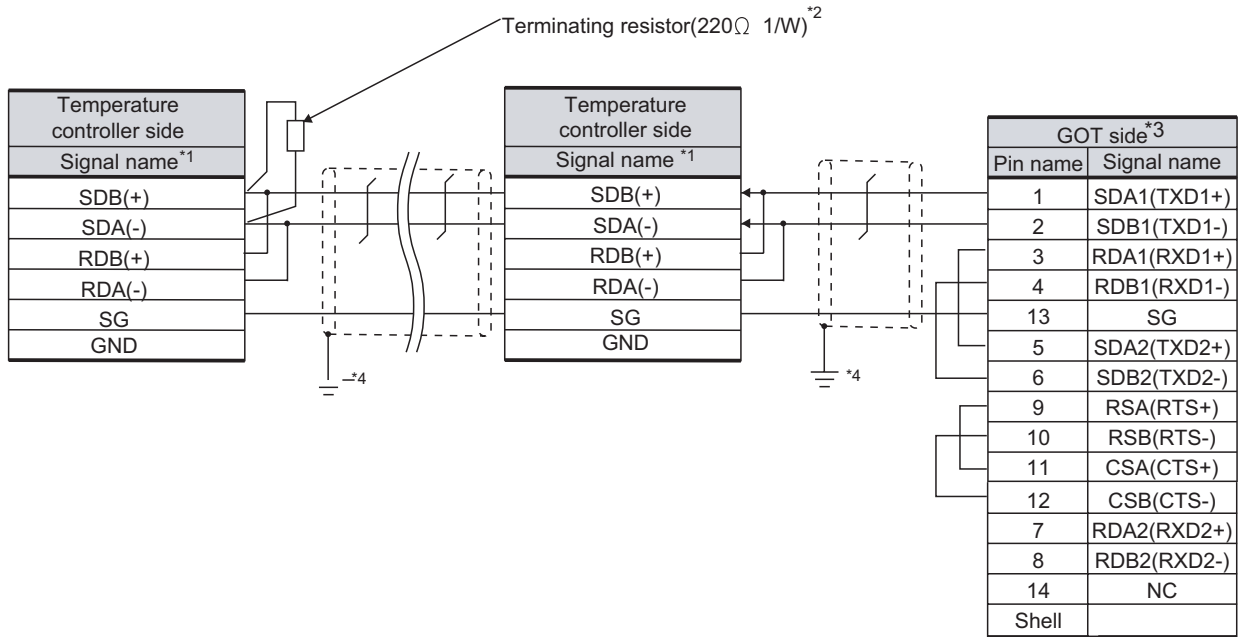 Terminating resistor(220Ω 1/W)*2
Temperature
controller side
Signal name*1
SDB(+)
SDA(-)
RDB(+)
RDA(-)
SG
GND
*4
Temperature
controller side
Signal name *1
SDB(+)
SDA(-)
RDB(+)
RDA(-)
SG
GND
*4
GOT side*3
Pin name Signal name
1 SDA1(TXD1+)
2 SDB1(TXD1-)
3 RDA1(RXD1+)
4 RDB1(RXD1-)
13 SG
5 SDA2(TXD2+)
6 SDB2(TXD2-)
9 RSA(RTS+)
10 RSB(RTS-)
11 CSA(CTS+)
12 CSB(CTS-)
7 RDA2(RXD2+)
8 RDB2(RXD2-)
14 NC
Shell